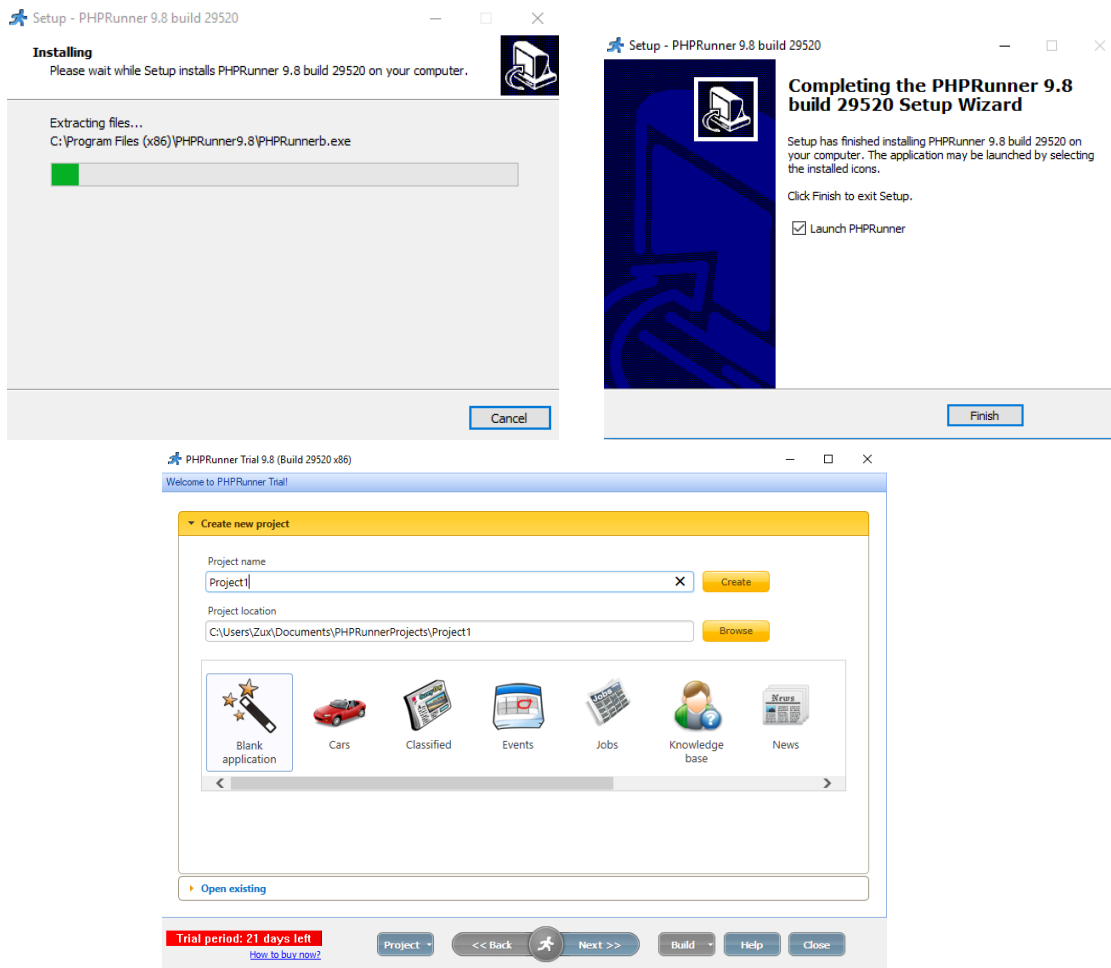 Setup - PHPRunner 9.8 build 29520
Installing
Please wait while Setup installs PHPRunner 9.8 build 29520 on your computer.
Extracting files...
C:\Program Files (x86)\PHPRunner9.8\PHPRunnerb.exe
Cancel
Setup - PHPRunner 9.8 build 29520
Completing the PHPRunner 9.8
build 29520 Setup Wizard
Setup has finished installing PHPRunner 9.8 build 29520 on
your computer. The application may be launched by selecting
the installed icons.
Click Finish to exit Setup.
Launch PHPRunner
Finish
PHPRunner Trial 9.8 (Build 29520 x86)
Welcome to PHPRunner Trial!
Create new project
Project name
Project1
Create
Project location
C:\Users\Zux\Documents\PHPRunnerProjects\Project1
Browse
Blank
application
Cars
Classified
Events
Jobs
Knowledge
base
News
Open existing
Trial period: 21 days left
How to buy now?
Project
<< Back
Next >>
Build
Help
Close